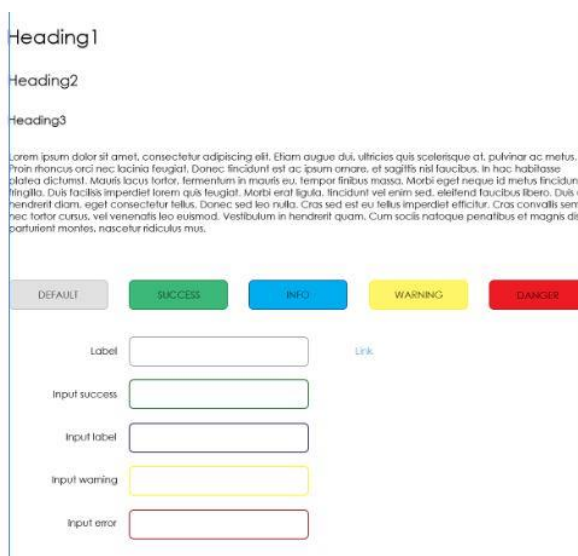 Heading1
Heading2
Heading3
Lorem ipsum dolor sit amet, consectetur adipiscing elit. Etiam augue dui, ultricies quis scelerisque at, pulvinar ac metus.
Proin rhoncus orci nec lacinia feugiat. Donec tincidunt est ac ipsum ornare, et sagittis nisl faucibus. In hac habitasse
platea dictumst. Mauris lacus tortor, fermentum in mauris eu, tempor finibus massa. Morbi eget neque id metus tincidun
fringilla. Duis facilisis imperdiet lorem quis feugiat. Morbi erat ligula, tincidunt vel enim sed, eleifend faucibus libero. Duis
hendrerit diam, eget consectetur tellus. Donec sed leo nulla. Cras sed est eu tellus imperdiet efficitur. Cras convallis sem
nec tortor cursus, vel venenatis leo euismod. Vestibulum in hendrerit quam. Cum sociis natoque penatibus et magnis dis
parturient montes, nascetur ridiculus mus.
DEFAULT SUCCESS INFO WARNING DANGER
Label Link
Input success
Input label
Input warning
Input error